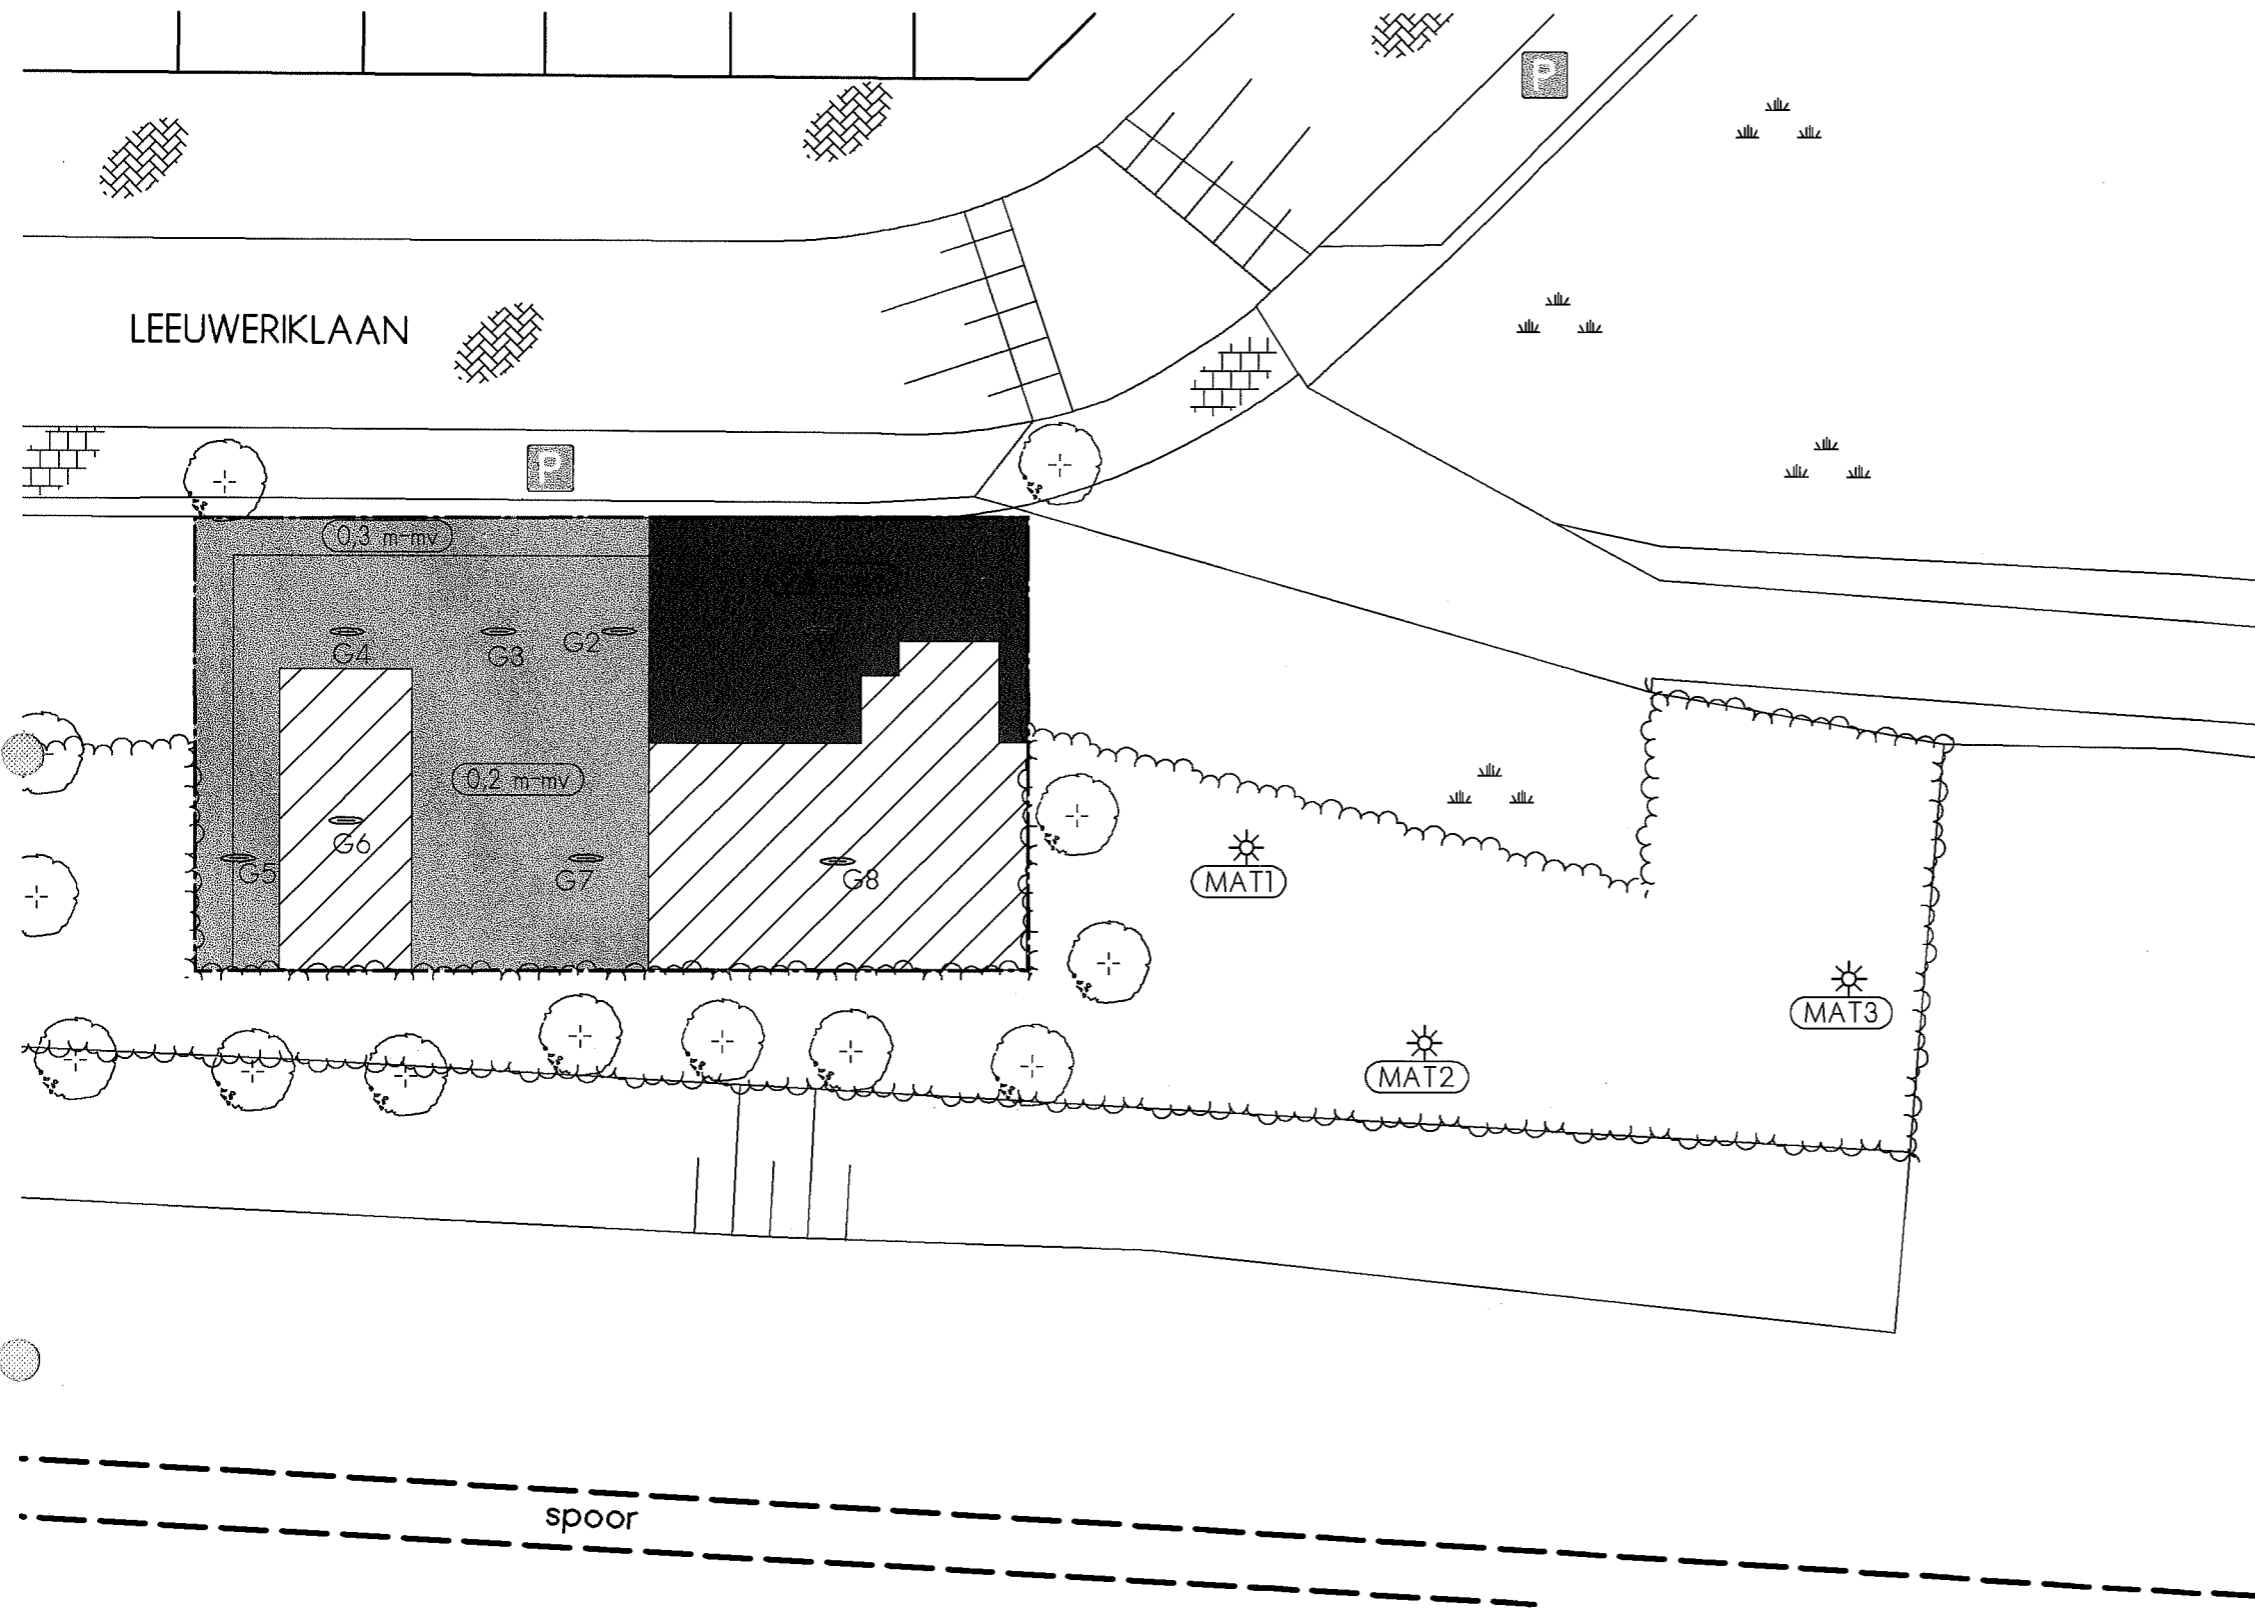 P
LEEUWERIKLAAN
P
0,3 m-mv
G4
G3
G2
0,2 m-mv
G6
G5
G7
G8
MAT1
MAT3
MAT2
spoor